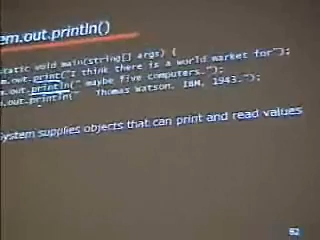 em.out.println()
static void main(String[] args) {
m.out.print("I think there is a world market for");
m.out.println(" maybe five computers.");
m.out.println("   Thomas Watson, IBM, 1943.");
System supplies objects that can print and read values
62